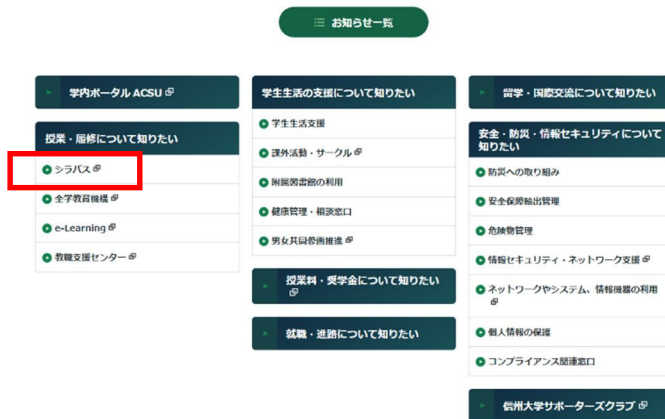 お知らせ一覧
学内ポータル ACSU
授業・履修について知りたい
シラバス
全学教育機構
e-Learning
教職支援センター
学生生活の支援について知りたい
学生生活支援
課外活動・サークル
附属図書館の利用
健康管理・相談窓口
男女共同参画推進
授業料・奨学金について知りたい
就職・進路について知りたい
留学・国際交流について知りたい
安全・防災・情報セキュリティについて
知りたい
防災への取り組み
安全保障輸出管理
危険物管理
情報セキュリティ・ネットワーク支援
ネットワークやシステム、情報機器の利用
個人情報の保護
コンプライアンス関連窓口
信州大学サポーターズクラブ